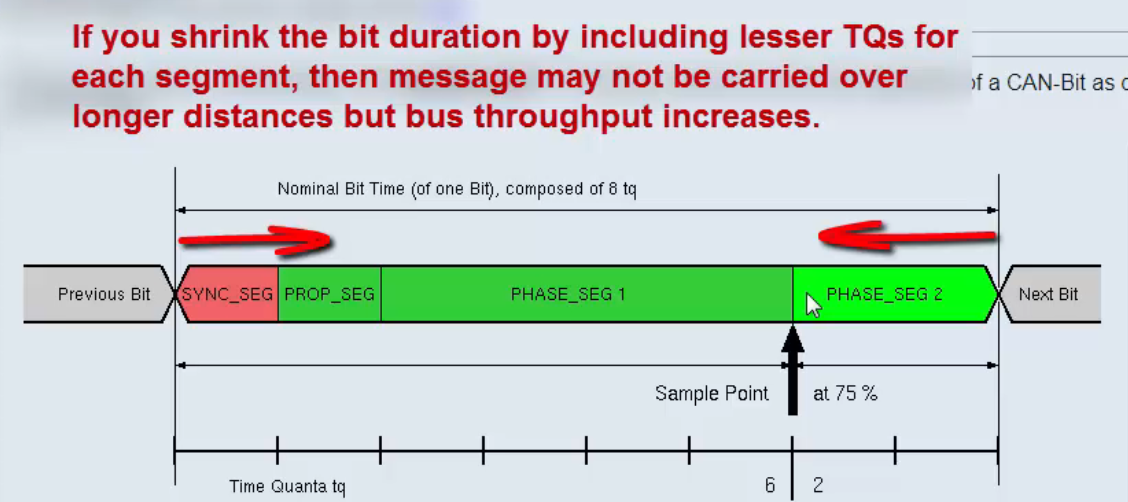 If you shrink the bit duration by including lesser TQs for
each segment, then message may not be carried over
longer distances but bus throughput increases.
of a CAN-Bit as
Nominal Bit Time (of one Bit), composed of 8 tq
Previous Bit SYNC_SEG PROP_SEG PHASE_SEG 1 PHASE_SEG 2 Next Bit
Sample Point at 75 %
Time Quanta tq 6 2